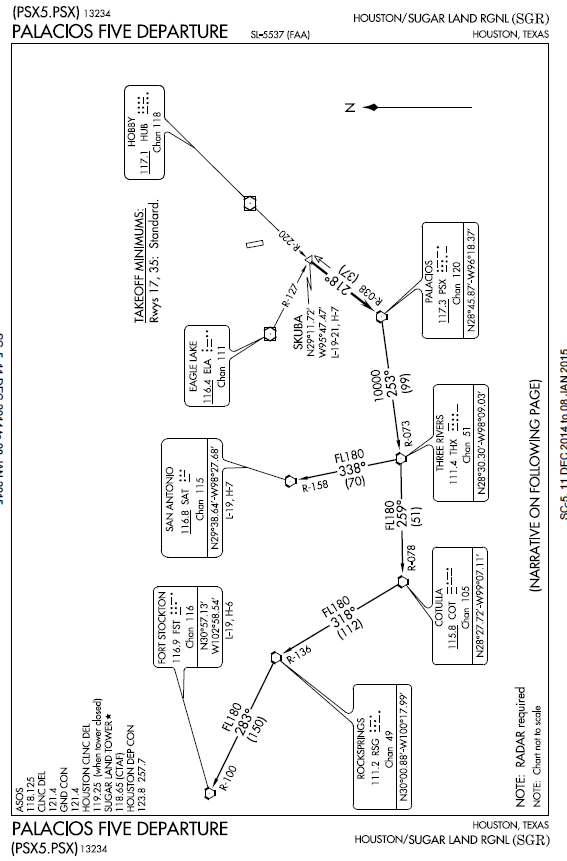 (PSX5.PSX) 13234
PALACIOS FIVE DEPARTURE
SL-5537 (FAA)
HOUSTON/SUGAR LAND RGNL (SGR)
HOUSTON, TEXAS
HOBBY
117.1 HUB
Chan 118
N
TAKEOFF MINIMUMS:
Rwys 17, 35: Standard.
R-220
EAGLE LAKE
116.4 ELA
Chan 111
R-127
SKUBA
N29°11.72'
W95°47.47'
L-19-21, H-7
218°
(37)
R-038
PALACIOS
117.3 PSX
Chan 120
N28°45.87'-W96°18.37'
10000
253°
(99)
R-073
THREE RIVERS
111.4 THX
Chan 51
N28°30.30'-W98°09.03'
SAN ANTONIO
116.8 SAT
Chan 115
N29°38.64'-W98°27.68'
L-19, H-7
R-158
FL180
338°
(70)
FL180
259°
(51)
R-078
COTULLA
115.8 COT
Chan 105
N28°27.72'-W99°07.11'
FL180
318°
(112)
R-136
ROCKSPRINGS
111.2 RSG
Chan 49
N30°00.88'-W100°17.99'
FORT STOCKTON
116.9 FST
Chan 116
N30°57.13'
W102°58.54'
L-19, H-6
FL180
283°
(150)
R-100
ASOS
118.125
CLNC DEL
121.4
GND CON
121.4
HOUSTON CLNC DEL
119.25 (when tower closed)
SUGAR LAND TOWER★
118.65 (CTAF)
HOUSTON DEP CON
123.8 257.7
(NARRATIVE ON FOLLOWING PAGE)
NOTE: RADAR required
NOTE: Chart not to scale
SC-5, 11 DEC 2014 to 08 JAN 2015
PALACIOS FIVE DEPARTURE
(PSX5.PSX) 13234
HOUSTON, TEXAS
HOUSTON/SUGAR LAND RGNL (SGR)